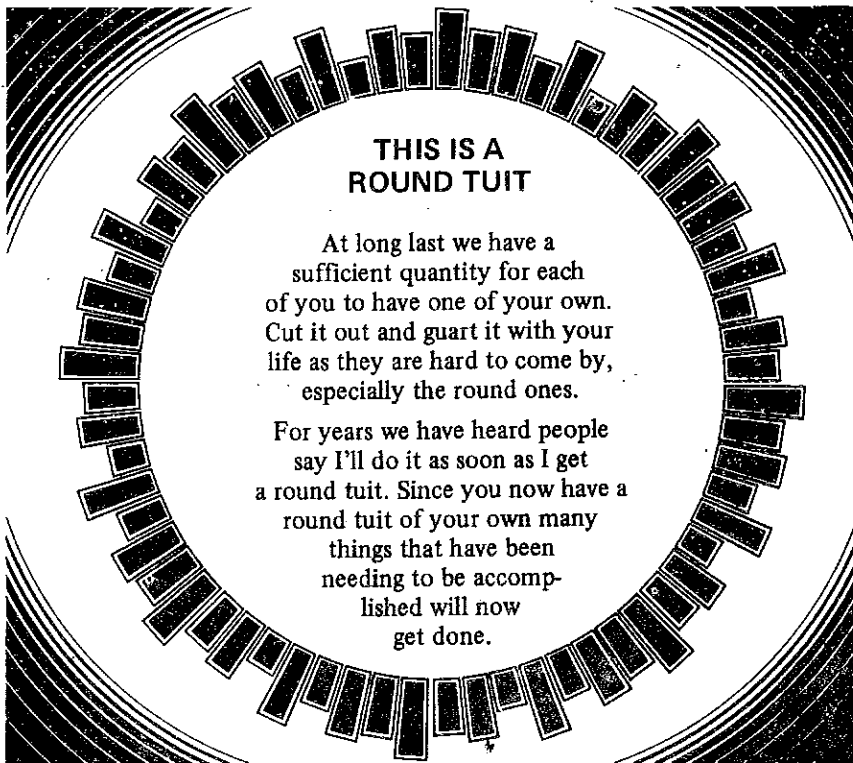 THIS IS A
ROUND TUIT
At long last we have a
sufficient quantity for each
of you to have one of your own.
Cut it out and guart it with your
life as they are hard to come by,
especially the round ones.
For years we have heard people
say I'll do it as soon as I get
a round tuit. Since you now have a
round tuit of your own many
things that have been
needing to be accomp-
lished will now
get done.